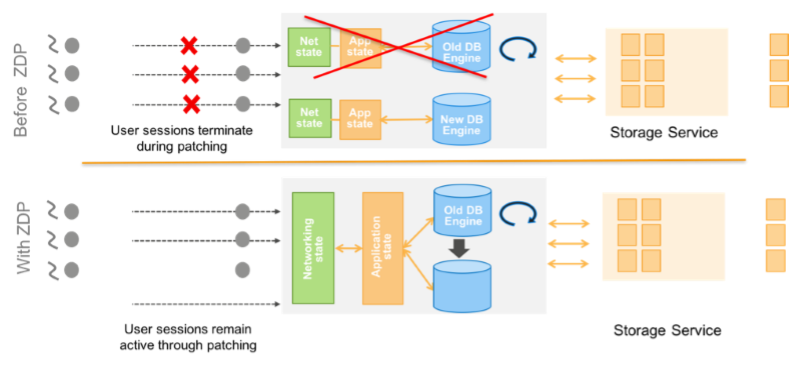 Before ZDP
Net
state
App
state
Old DB
Engine
Net
state
App
state
New DB
Engine
User sessions terminate
during patching
Storage Service
With ZDP
Networking
state
Application
state
Old DB
Engine
User sessions remain
active through patching
Storage Service